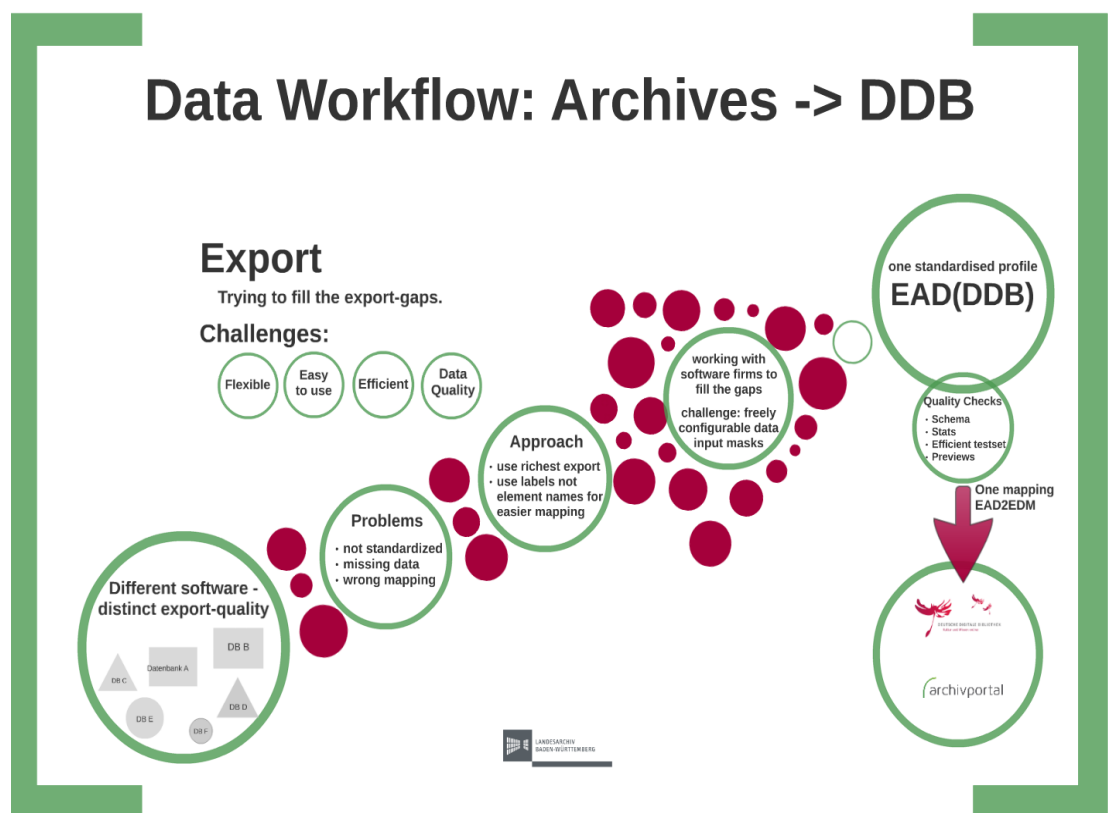 Data Workflow: Archives -> DDB
Export
Trying to fill the export-gaps.
Challenges:
Flexible
Easy
to use
Efficient
Data
Quality
Different software -
distinct export-quality
Datenbank A
DB B
DB C
DB D
DB E
DB F
Problems
· not standardized
· missing data
· wrong mapping
Approach
· use richest export
· use labels not
element names for
easier mapping
working with
software firms to
fill the gaps
challenge: freely
configurable data
input masks
one standardised profile
EAD(DDB)
Quality Checks
· Schema
· Stats
· Efficient testset
· Previews
One mapping
EAD2EDM
DEUTSCHE DIGITALE BIBLIOTHEK
archivportal
LANDESARCHIV
BADEN-WÜRTTEMBERG